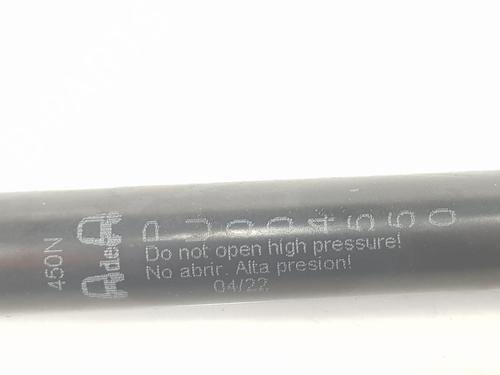 450N
AdeA
PJ004560
Do not open high pressure!
No abrir. Alta presion!
04/22